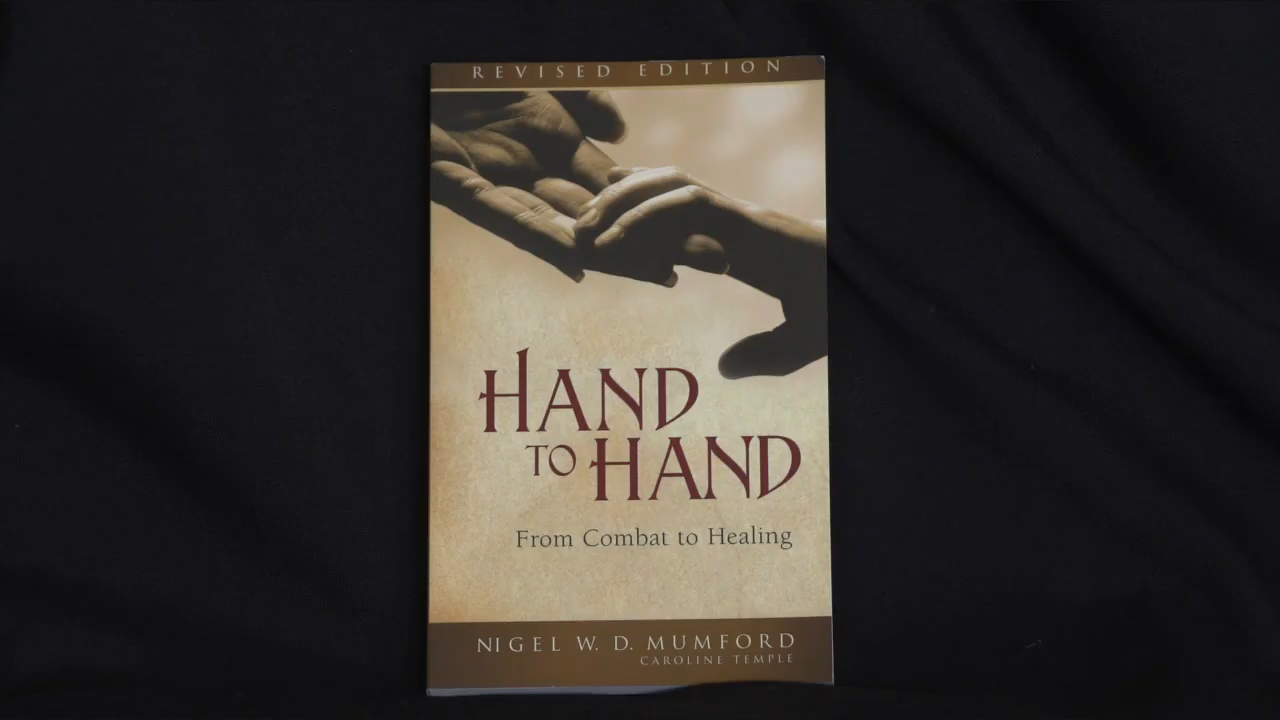 REVISED EDITION
HAND
TO HAND
From Combat to Healing
NIGEL W. D. MUMFORD
CAROLINE TEMPLE